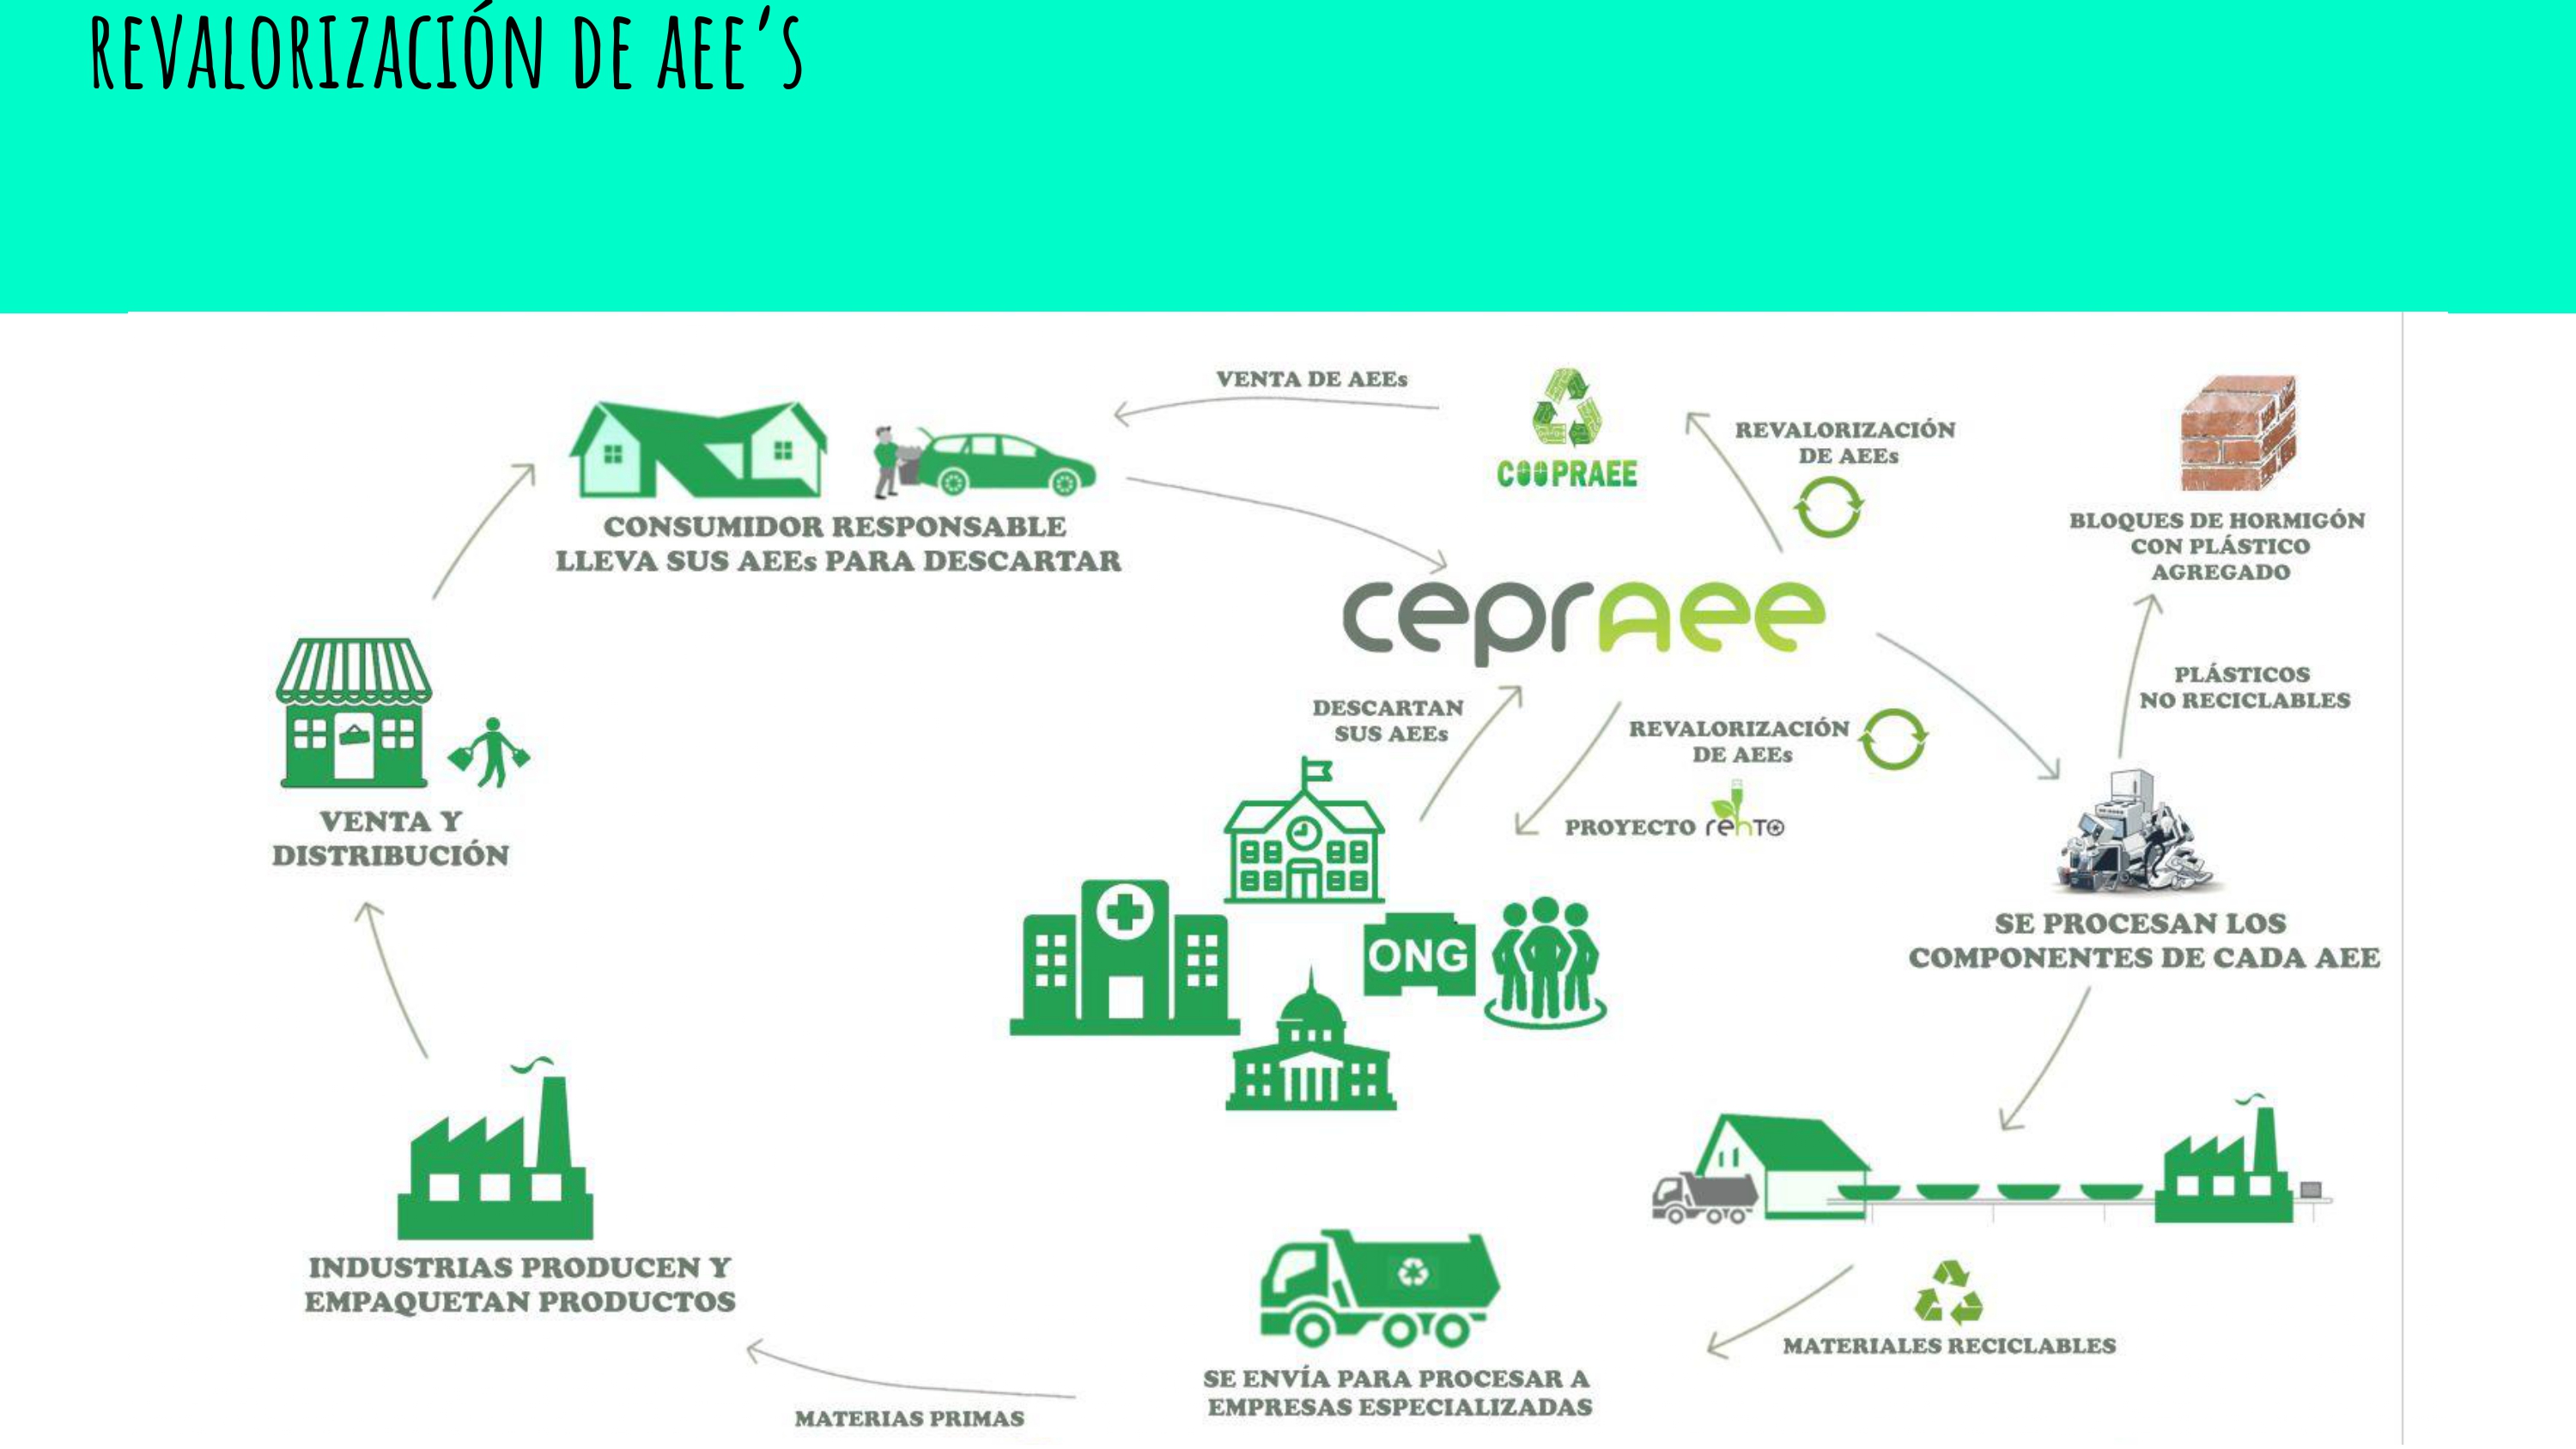 REVALORIZACIÓN DE AEE'S
VENTA DE AEEs
COOPRAEE
REVALORIZACIÓN
DE AEEs
CONSUMIDOR RESPONSABLE
LLEVA SUS AEEs PARA DESCARTAR
BLOQUES DE HORMIGÓN
CON PLÁSTICO
AGREGADO
cepraee
PLÁSTICOS
NO RECICLABLES
DESCARTAN
SUS AEEs
REVALORIZACIÓN
DE AEEs
PROYECTO rehTO
VENTA Y
DISTRIBUCIÓN
ONG
SE PROCESAN LOS
COMPONENTES DE CADA AEE
INDUSTRIAS PRODUCEN Y
EMPAQUETAN PRODUCTOS
MATERIALES RECICLABLES
SE ENVÍA PARA PROCESAR A
EMPRESAS ESPECIALIZADAS
MATERIAS PRIMAS